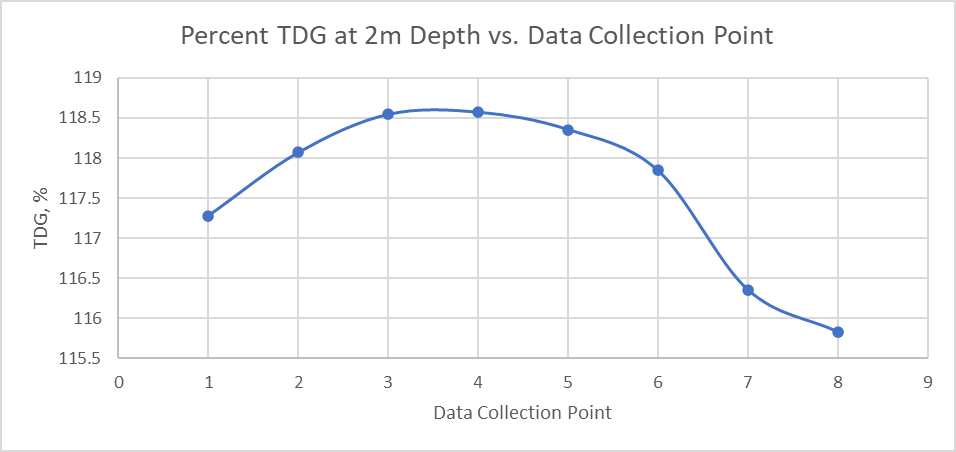 Percent TDG at 2m Depth vs. Data Collection Point
119
118.5
118
117.5
117
116.5
116
115.5
TDG, %
0 1 2 3 4 5 6 7 8 9
Data Collection Point